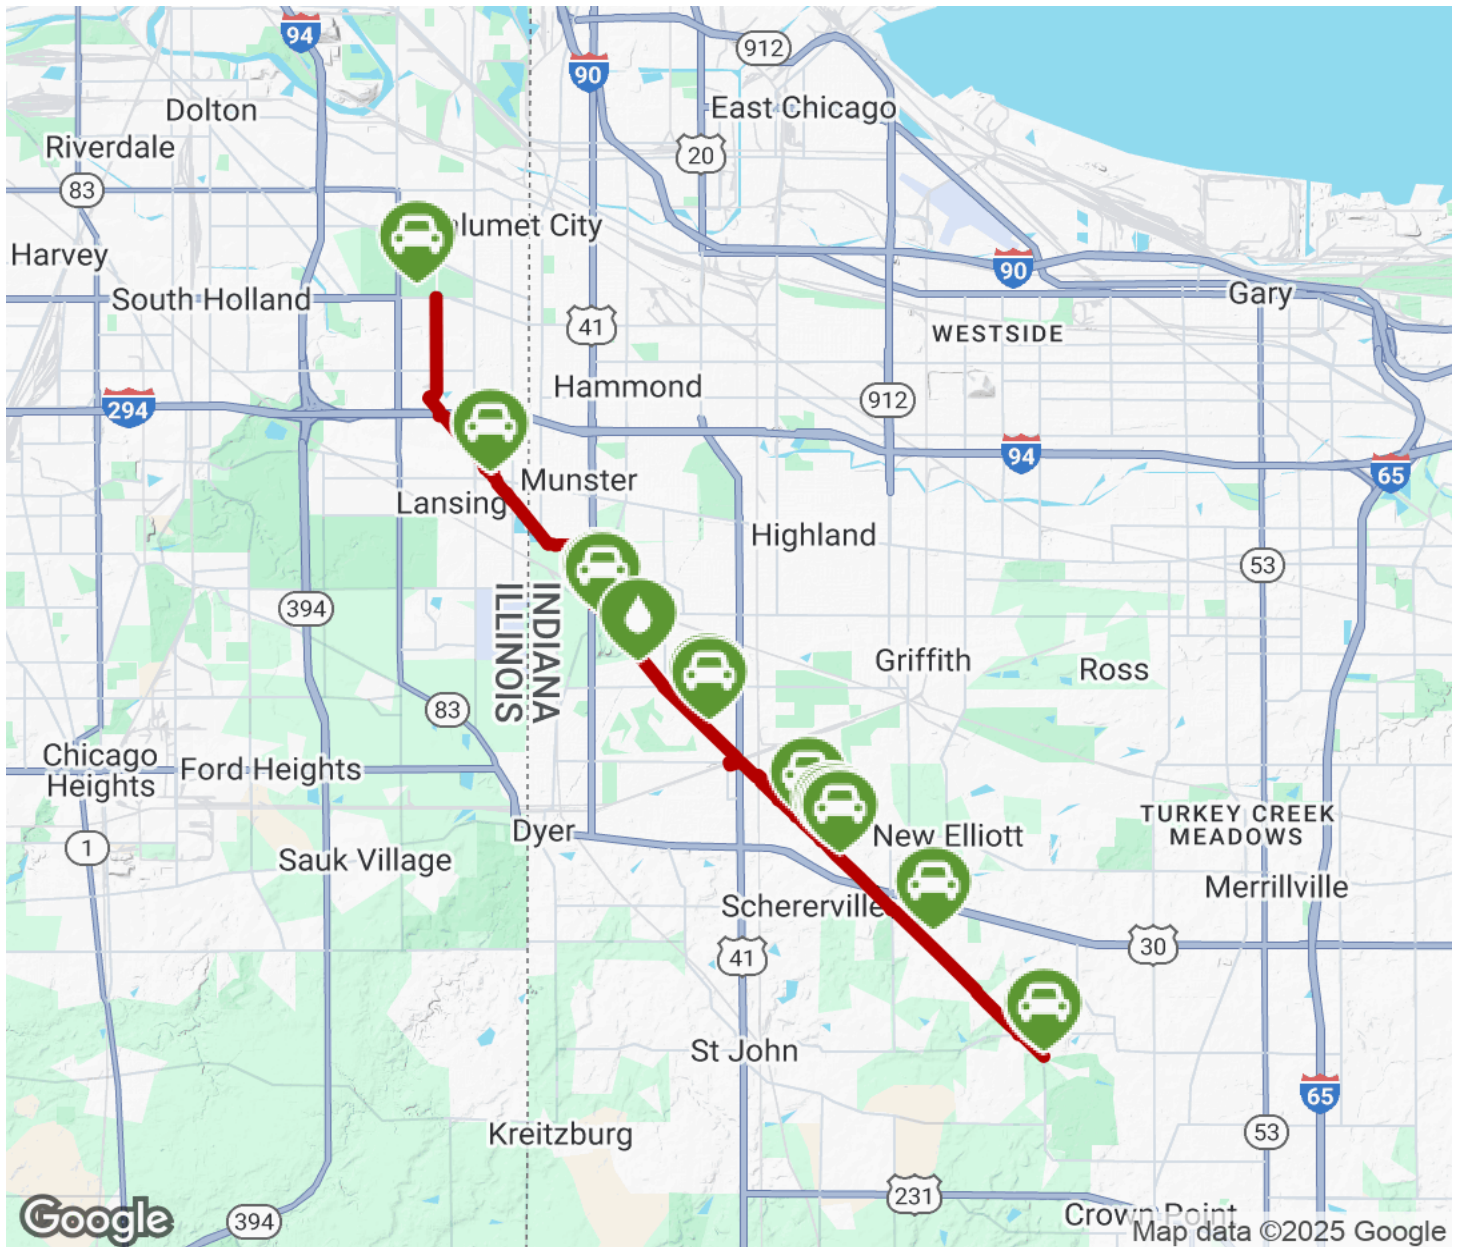 94
912
90
Dolton
East Chicago
Riverdale
20
83
lumet City
Harvey
90
South Holland
Gary
41
WESTSIDE
Hammond
294
912
94
65
Munster
Lansing
Highland
53
394
INDIANA
ILLINOIS
Griffith
Ross
83
Chicago
Heights
Ford Heights
TURKEY CREEK
MEADOWS
Dyer
New Elliott
1
Sauk Village
Merrillville
Schererville
30
41
St John
65
Kreitzburg
53
231
Crown Point
Google
394
Map data ©2025 Google